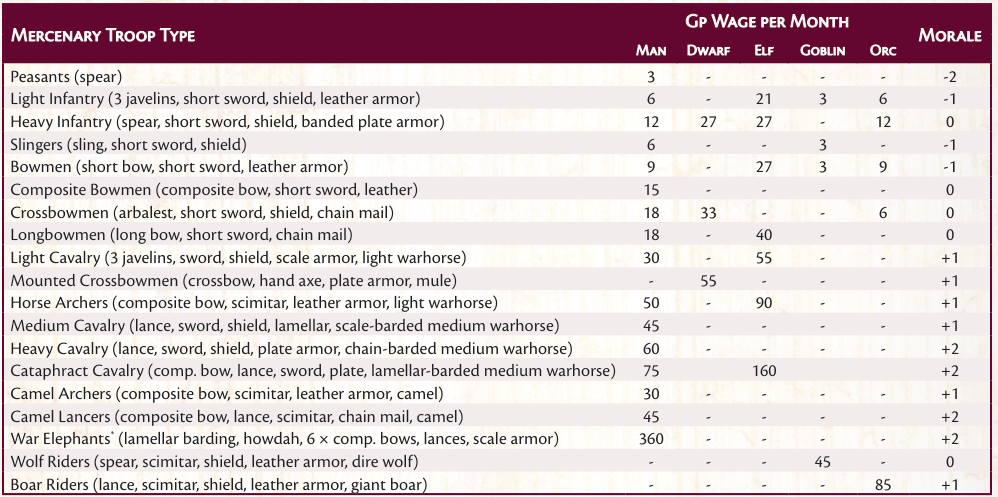 Mercenary Troop Type Gp Wage per Month Morale
Man Dwarf Elf Goblin Orc
Peasants (spear) 3 - - - - -2
Light Infantry (3 javelins, short sword, shield, leather armor) 6 - 21 3 6 -1
Heavy Infantry (spear, short sword, shield, banded plate armor) 12 27 27 - 12 0
Slingers (sling, short sword, shield) 6 - - 3 - -1
Bowmen (short bow, short sword, leather armor) 9 - 27 3 9 -1
Composite Bowmen (composite bow, short sword, leather) 15 - - - - 0
Crossbowmen (arbalest, short sword, shield, chain mail) 18 33 - - 6 0
Longbowmen (long bow, short sword, chain mail) 18 - 40 - - 0
Light Cavalry (3 javelins, sword, shield, scale armor, light warhorse) 30 - 55 - - +1
Mounted Crossbowmen (crossbow, hand axe, plate armor, mule) - 55 - - - +1
Horse Archers (composite bow, scimitar, leather armor, light warhorse) 50 - 90 - - +1
Medium Cavalry (lance, sword, shield, lamellar, scale-barded medium warhorse) 45 - - - - +1
Heavy Cavalry (lance, sword, shield, plate armor, chain-barded medium warhorse) 60 - - - - +2
Cataphract Cavalry (comp. bow, lance, sword, plate, lamellar-barded medium warhorse) 75 - 160 +2
Camel Archers (composite bow, scimitar, leather armor, camel) 30 - - - - +1
Camel Lancers (composite bow, lance, scimitar, chain mail, camel) 45 - - - - +2
War Elephants* (lamellar barding, howdah, 6 × comp. bows, lances, scale armor) 360 - - - - +2
Wolf Riders (spear, scimitar, shield, leather armor, dire wolf) - - - 45 - 0
Boar Riders (lance, scimitar, shield, leather armor, giant boar) - - - - 85 +1